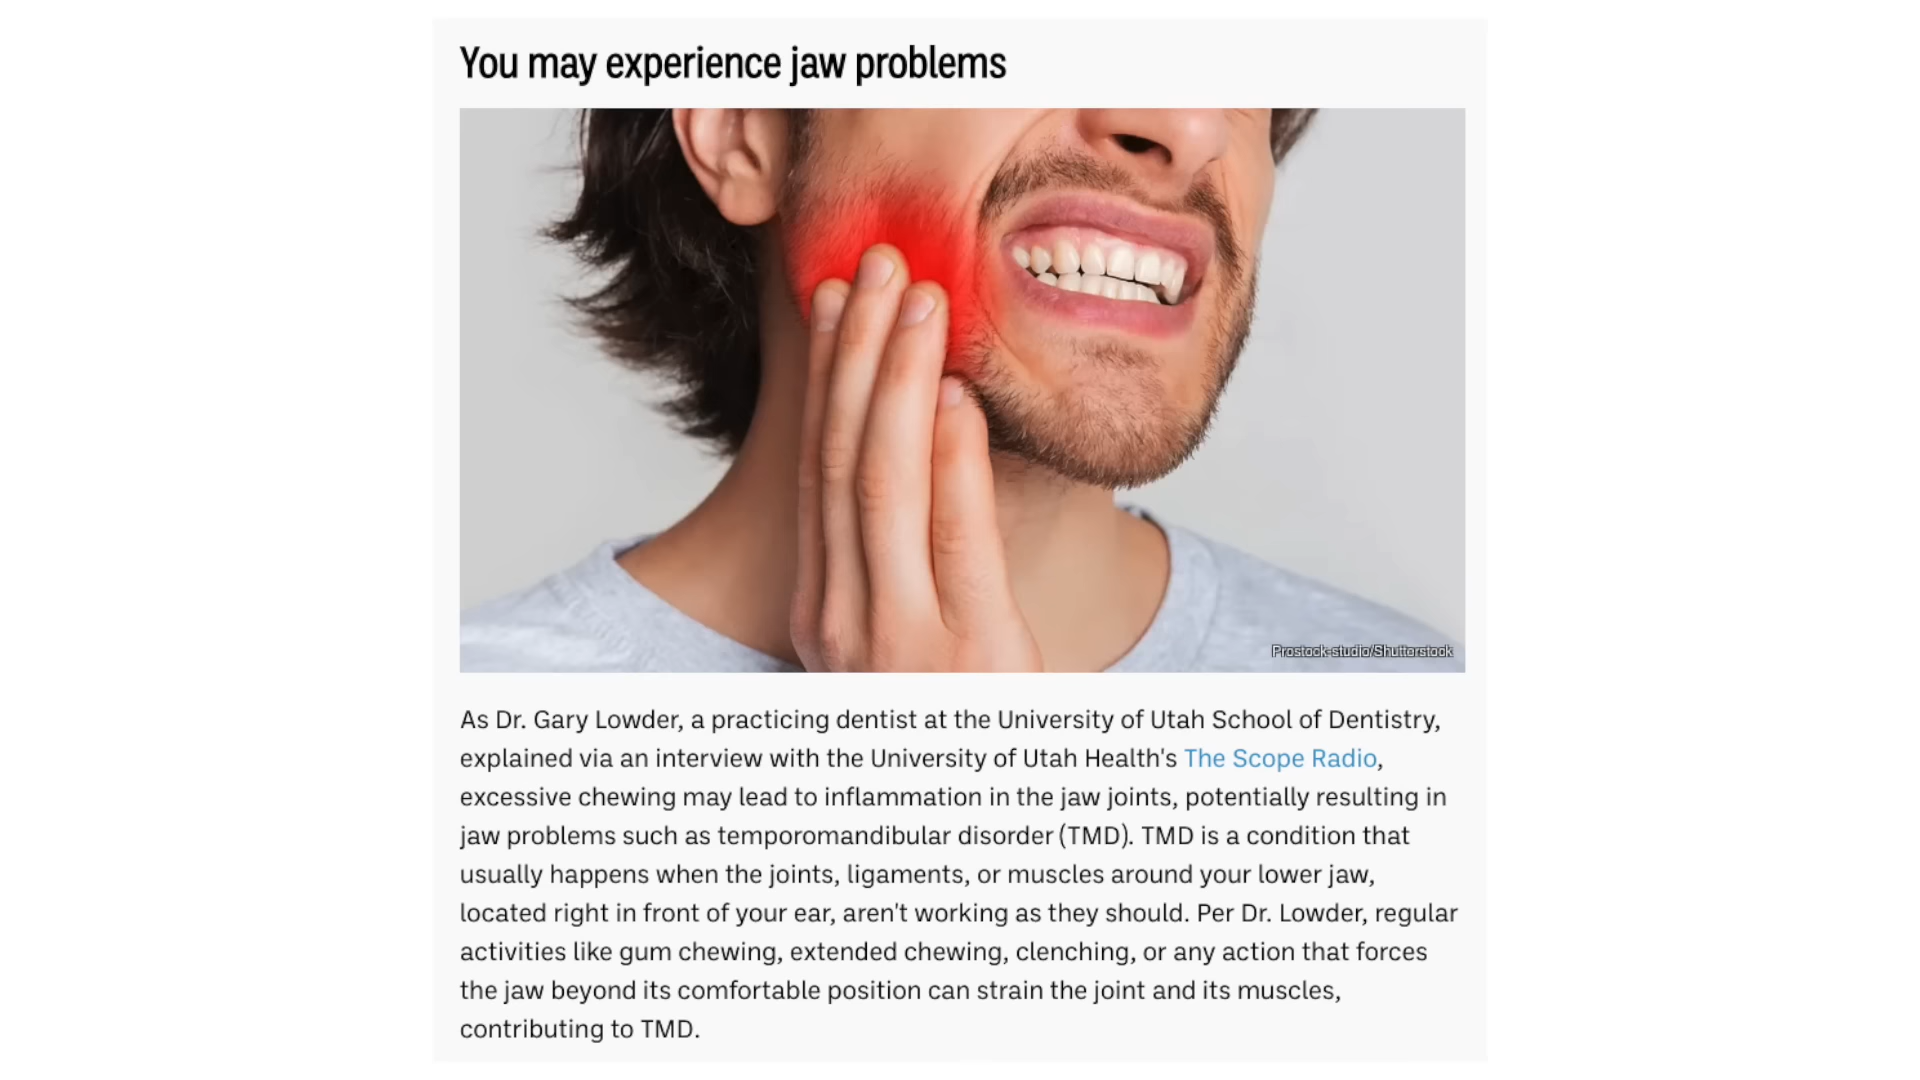 You may experience jaw problems
Prostock-studio/Shutterstock
As Dr. Gary Lowder, a practicing dentist at the University of Utah School of Dentistry,
explained via an interview with the University of Utah Health's The Scope Radio,
excessive chewing may lead to inflammation in the jaw joints, potentially resulting in
jaw problems such as temporomandibular disorder (TMD). TMD is a condition that
usually happens when the joints, ligaments, or muscles around your lower jaw,
located right in front of your ear, aren't working as they should. Per Dr. Lowder, regular
activities like gum chewing, extended chewing, clenching, or any action that forces
the jaw beyond its comfortable position can strain the joint and its muscles,
contributing to TMD.